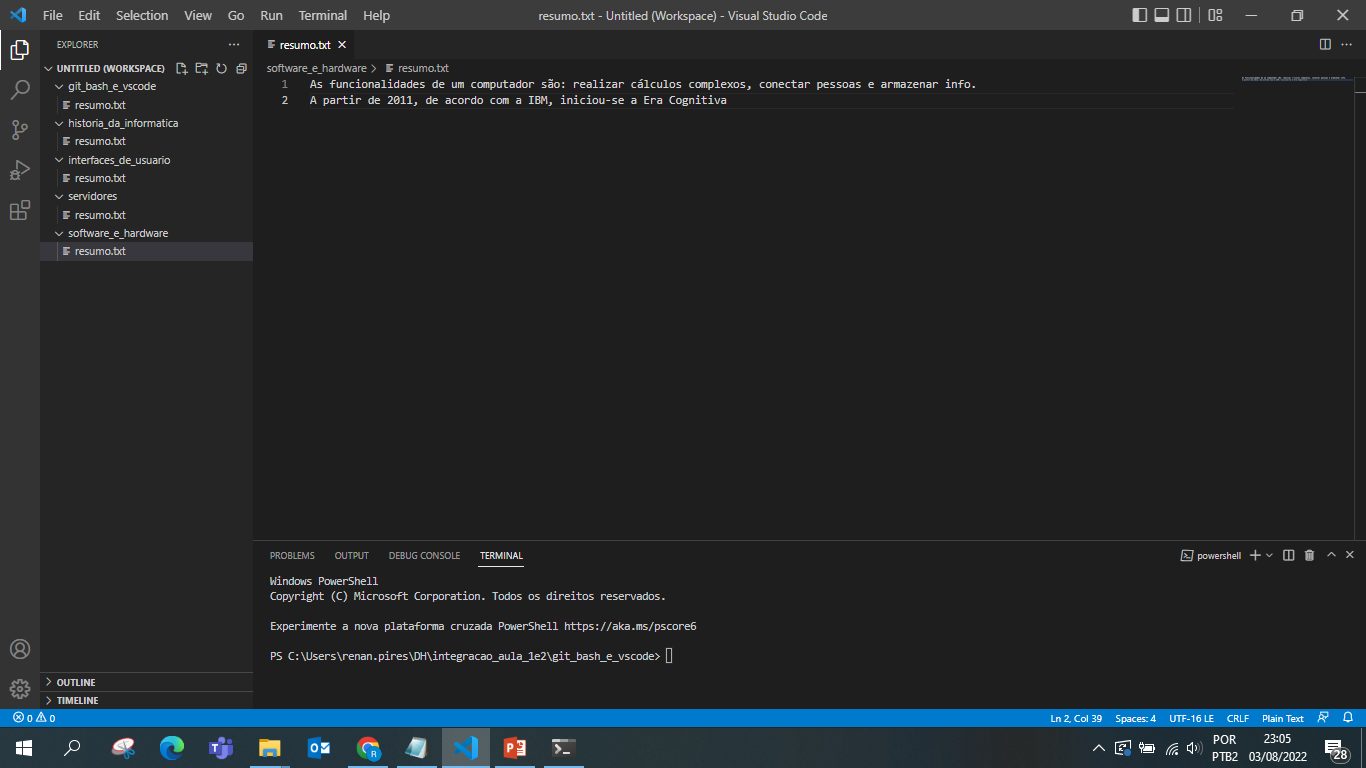 File Edit Selection View Go Run Terminal Help resumo.txt - Untitled (Workspace) - Visual Studio Code
EXPLORER
resumo.txt
UNTITLED (WORKSPACE)
git_bash_e_vscode
resumo.txt
historia_da_informatica
resumo.txt
interfaces_de_usuario
resumo.txt
servidores
resumo.txt
software_e_hardware
resumo.txt
software_e_hardware > resumo.txt
1 As funcionalidades de um computador são: realizar cálculos complexos, conectar pessoas e armazenar info.
2 A partir de 2011, de acordo com a IBM, iniciou-se a Era Cognitiva
PROBLEMS OUTPUT DEBUG CONSOLE TERMINAL powershell
Windows PowerShell
Copyright (C) Microsoft Corporation. Todos os direitos reservados.
Experimente a nova plataforma cruzada PowerShell https://aka.ms/pscore6
PS C:\Users\renan.pires\DH\integracao_aula_1e2\git_bash_e_vscode>
OUTLINE
TIMELINE
0 0 Ln 2, Col 39 Spaces: 4 UTF-16 LE CRLF Plain Text
POR 23:05
PTB2 03/08/2022 28